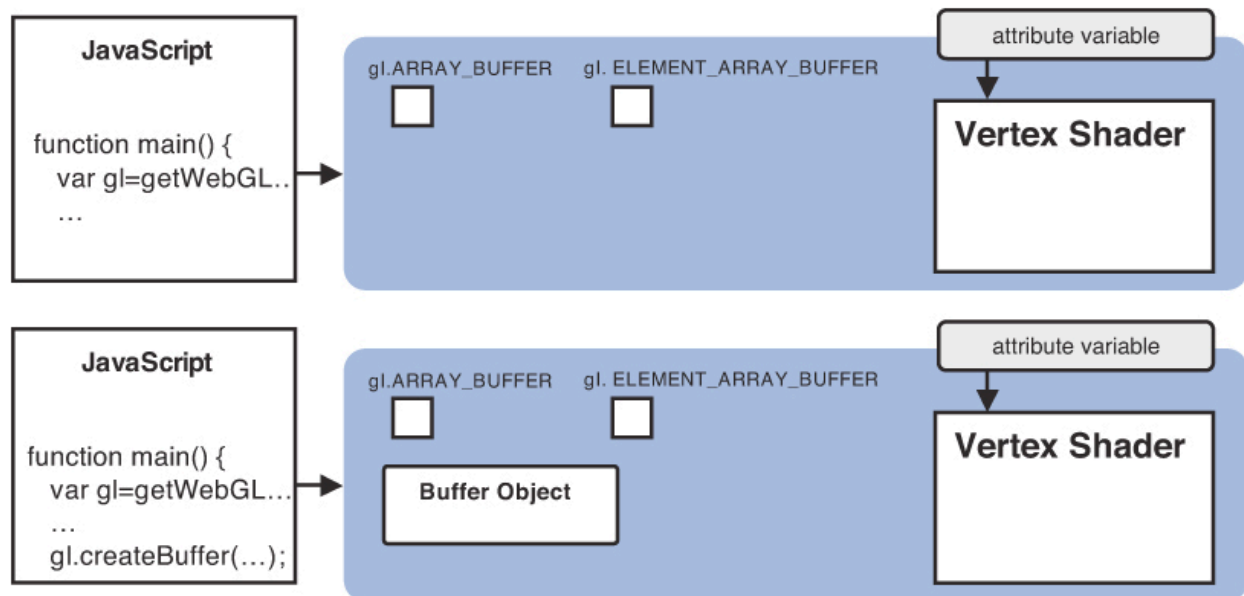 JavaScript
function main() {
var gl=getWebGL…
…
gl.ARRAY_BUFFER
gl. ELEMENT_ARRAY_BUFFER
attribute variable
Vertex Shader
JavaScript
function main() {
var gl=getWebGL…
…
gl.createBuffer(…);
gl.ARRAY_BUFFER
gl. ELEMENT_ARRAY_BUFFER
Buffer Object
attribute variable
Vertex Shader